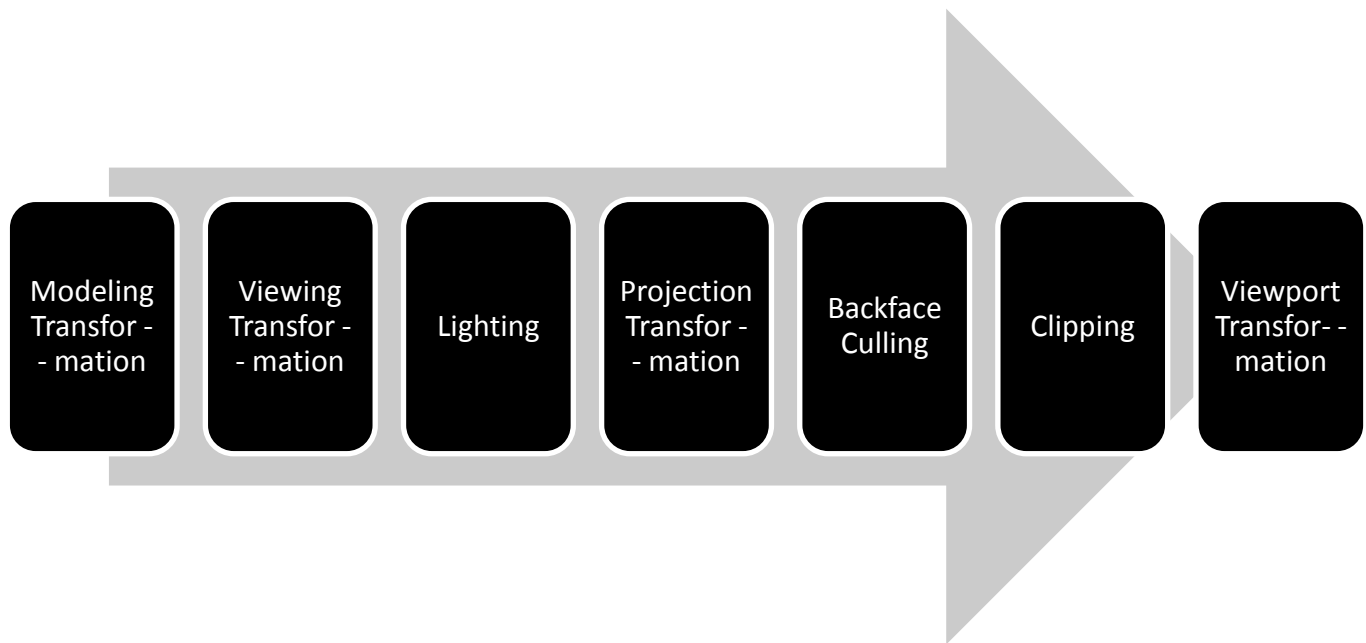 Modeling
Transfor -
- mation
Viewing
Transfor -
- mation
Lighting
Projection
Transfor -
- mation
Backface
Culling
Clipping
Viewport
Transfor- -
mation